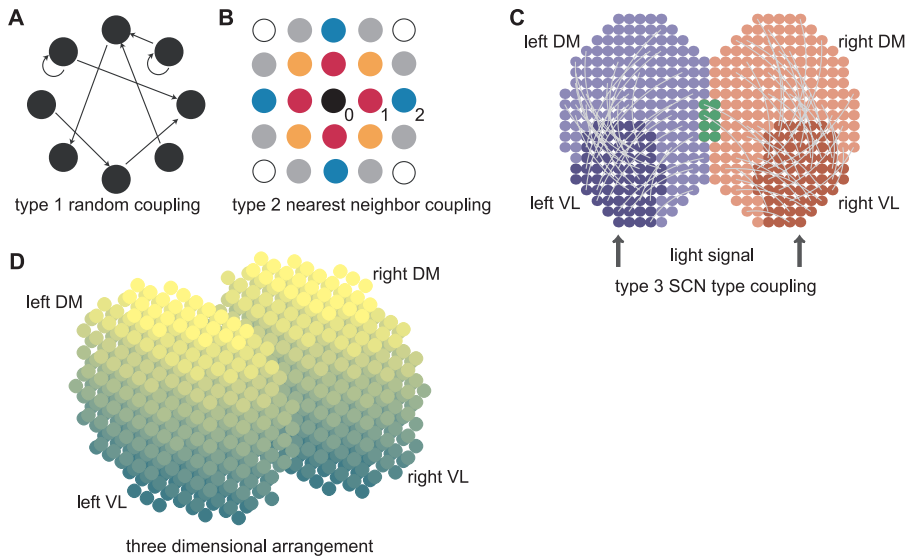 A
type 1 random coupling
B
0
1
2
type 2 nearest neighbor coupling
C
left DM
right DM
left VL
right VL
light signal
type 3 SCN type coupling
D
right DM
left DM
right VL
left VL
three dimensional arrangement